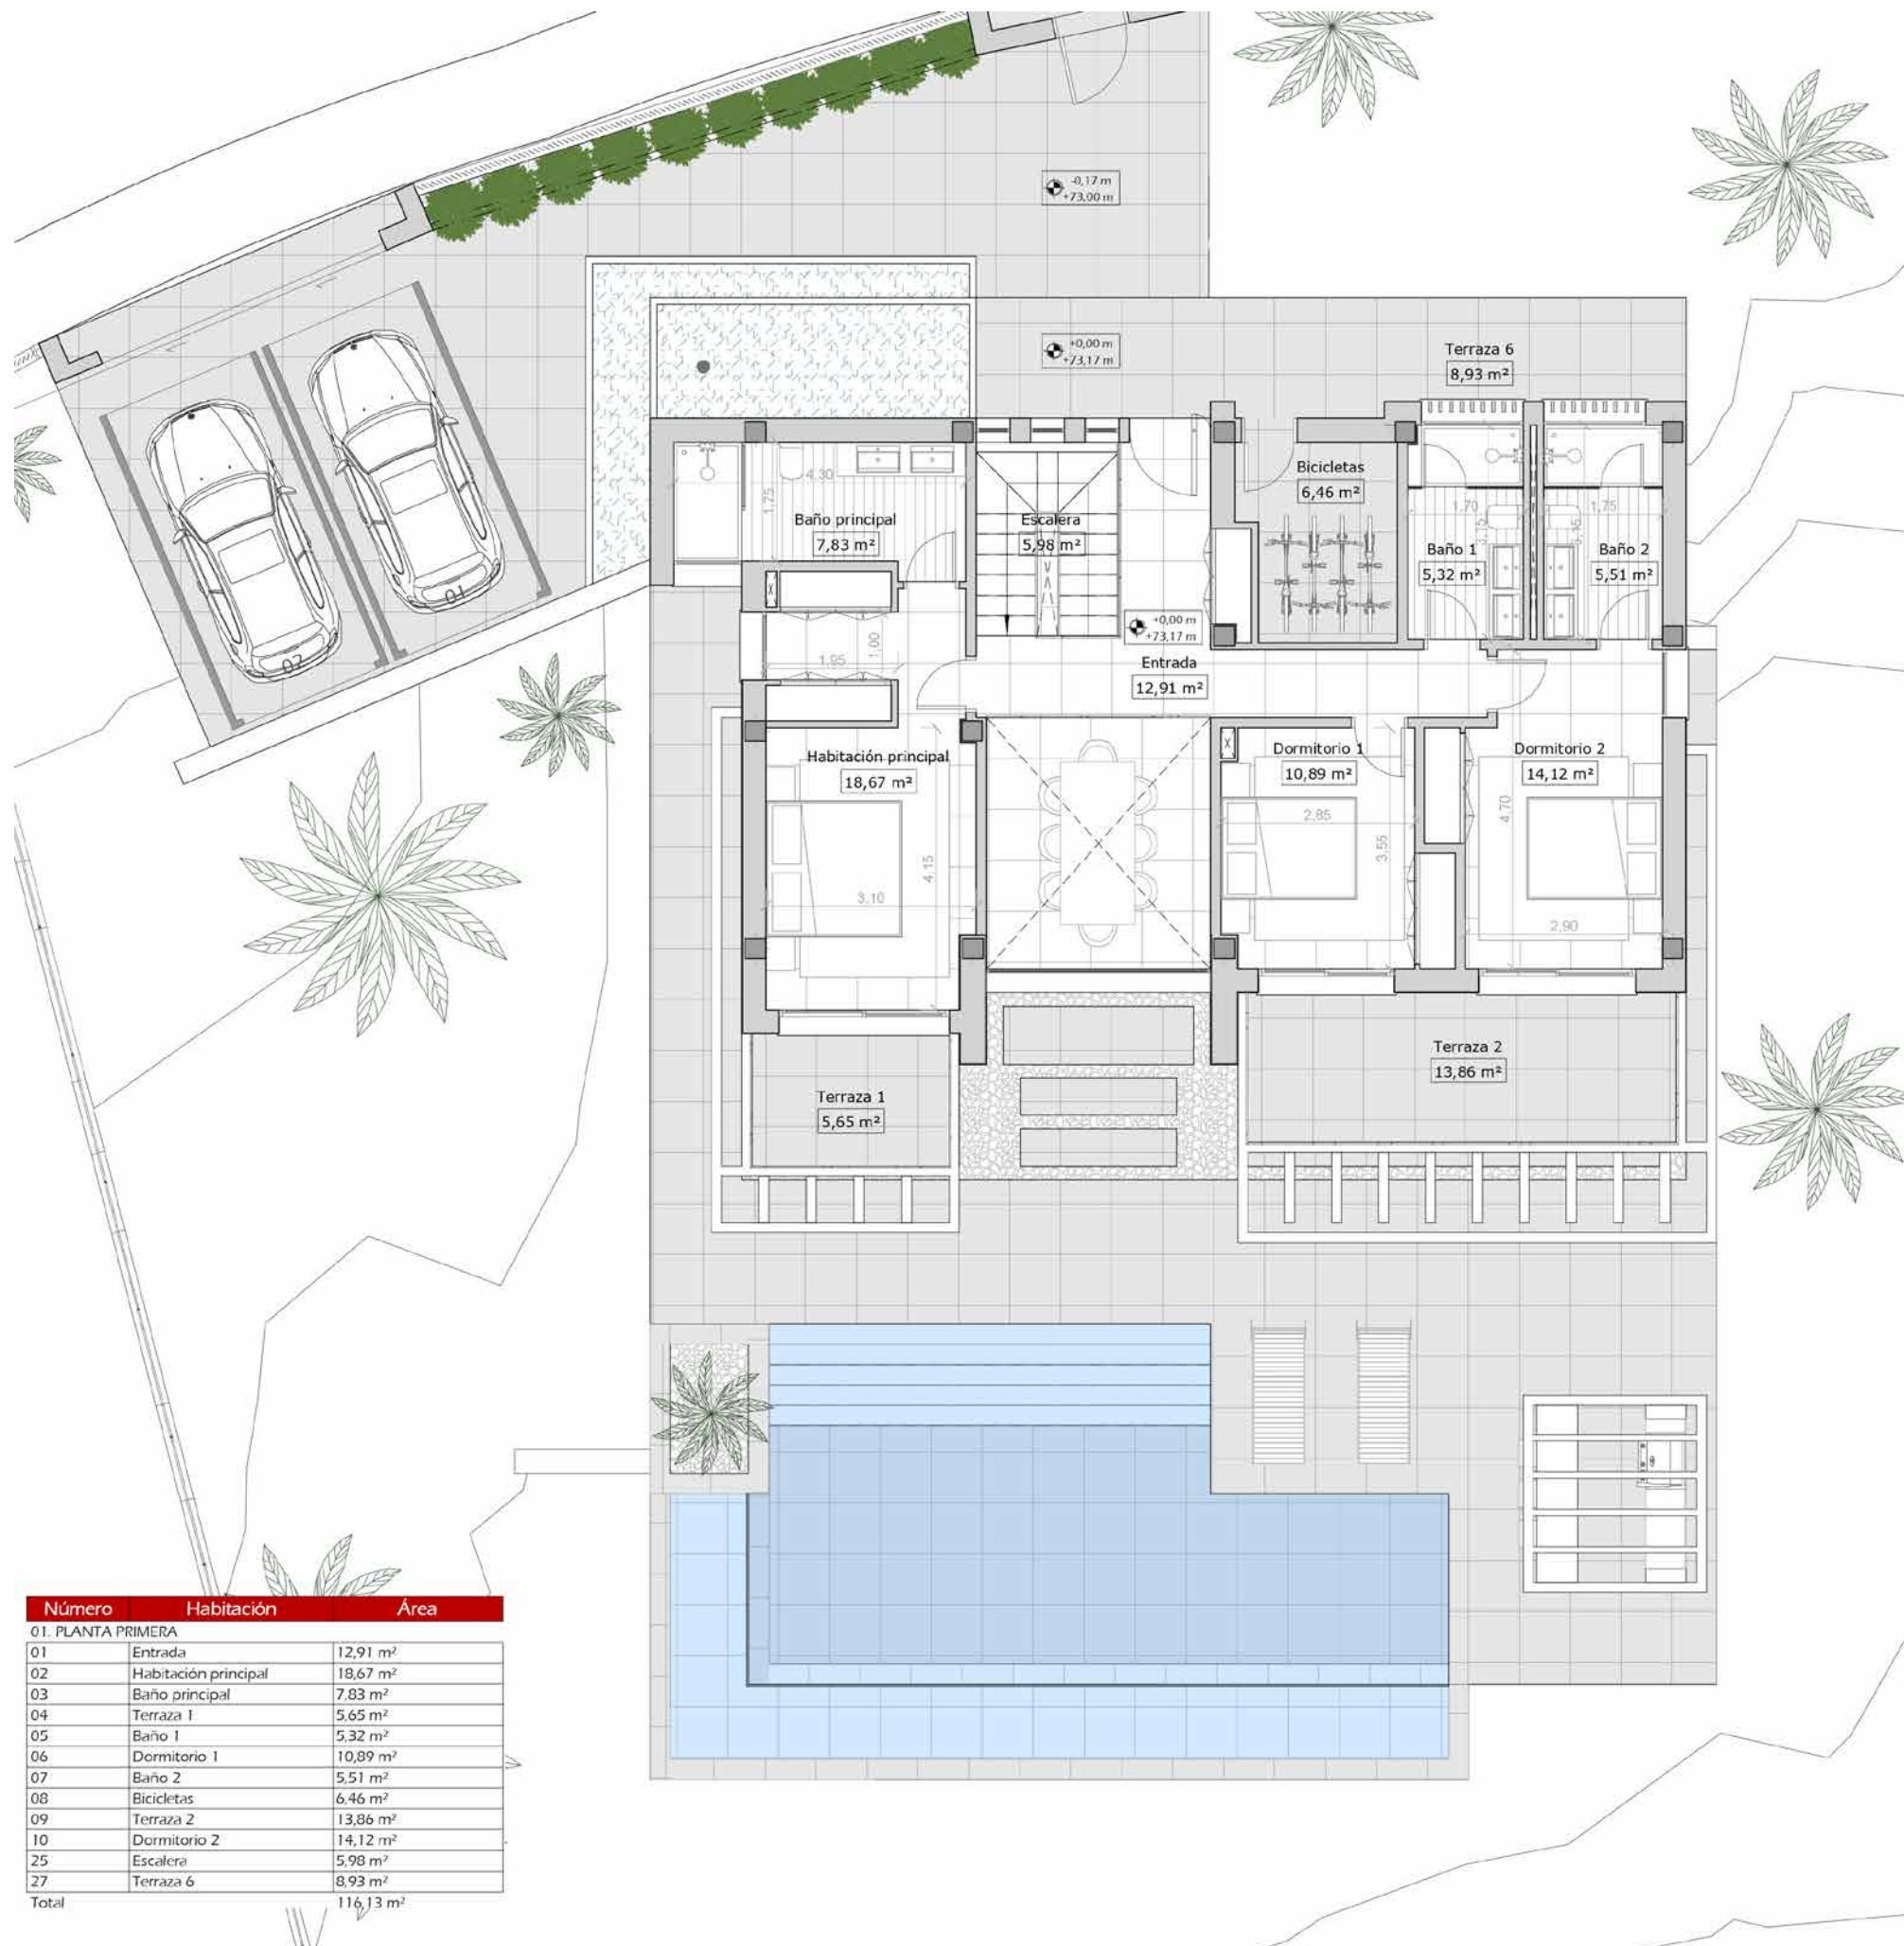 -0,17 m
+73,00 m
+0,00 m
+73,17 m
Terraza 6
8,93 m²
Bicicletas
6,46 m²
4,30
1,75
Baño principal
7,83 m²
Escalera
5,98 m²
1,70
3,15
Baño 1
5,32 m²
1,75
3,15
Baño 2
5,51 m²
01
02
1,95
1,00
+0,00 m
+73,17 m
Entrada
12,91 m²
Habitación principal
18,67 m²
Dormitorio 1
10,89 m²
Dormitorio 2
14,12 m²
2,85
3,55
4,70
4,15
3,10
2,90
Terraza 2
13,86 m²
Terraza 1
5,65 m²
Número Habitación Área
01. PLANTA PRIMERA
01 Entrada 12,91 m²
02 Habitación principal 18,67 m²
03 Baño principal 7,83 m²
04 Terraza 1 5,65 m²
05 Baño 1 5,32 m²
06 Dormitorio 1 10,89 m²
07 Baño 2 5,51 m²
08 Bicicletas 6,46 m²
09 Terraza 2 13,86 m²
10 Dormitorio 2 14,12 m²
25 Escalera 5,98 m²
27 Terraza 6 8,93 m²
Total 116,13 m²